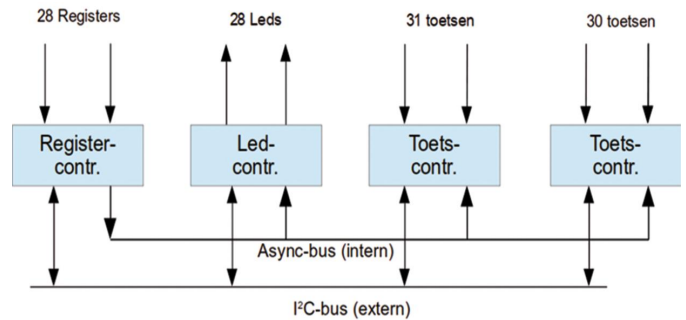 28 Registers
28 Leds
31 toetsen
30 toetsen
Register-
contr.
Led-
contr.
Toets-
contr.
Toets-
contr.
Async-bus (intern)
I²C-bus (extern)